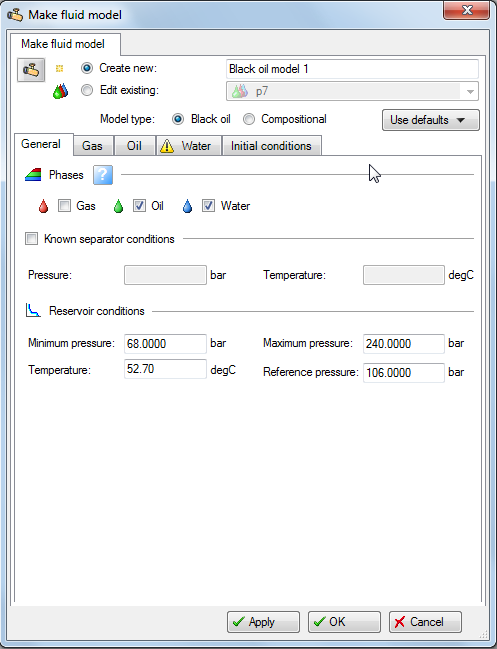 Make fluid model
Make fluid model
Create new: Black oil model 1
Edit existing: p7
Model type: Black oil Compositional Use defaults
General Gas Oil Water Initial conditions
Phases ?
Gas Oil Water
Known separator conditions
Pressure: bar Temperature: degC
Reservoir conditions
Minimum pressure: 68.0000 bar Maximum pressure: 240.0000 bar
Temperature: 52.70 degC Reference pressure: 106.0000 bar
Apply OK Cancel